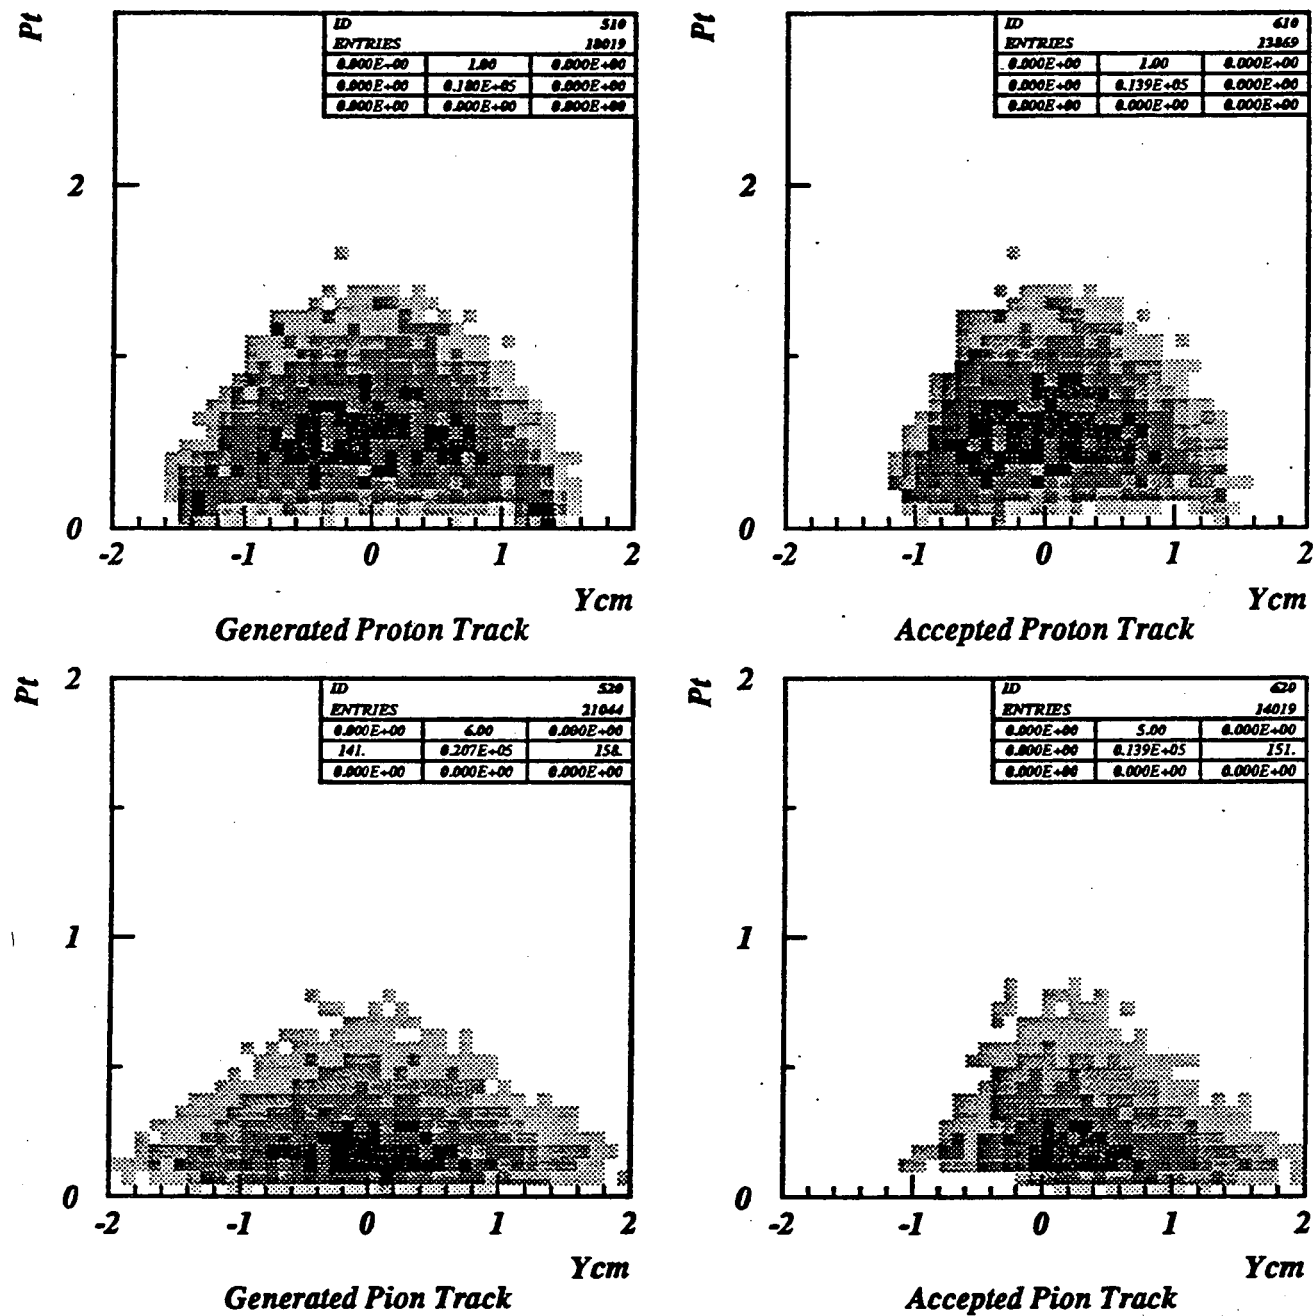 Pt
ID 510
ENTRIES 18019
0.000E+00 1.00 0.000E+00
0.000E+00 0.180E+05 0.000E+00
0.000E+00 0.000E+00 0.000E+00
2
0
-2 -1 0 1 2
Ycm
Generated Proton Track
Pt
ID 610
ENTRIES 13869
0.000E+00 1.00 0.000E+00
0.000E+00 0.139E+05 0.000E+00
0.000E+00 0.000E+00 0.000E+00
2
0
-2 -1 0 1 2
Ycm
Accepted Proton Track
Pt
2
ID 520
ENTRIES 21044
0.000E+00 6.00 0.000E+00
141. 0.207E+05 158.
0.000E+00 0.000E+00 0.000E+00
1
0
-2 -1 0 1 2
Ycm
Generated Pion Track
Pt
2
ID 620
ENTRIES 14019
0.000E+00 5.00 0.000E+00
0.000E+00 0.139E+05 151.
0.000E+00 0.000E+00 0.000E+00
1
0
-2 -1 0 1 2
Ycm
Accepted Pion Track